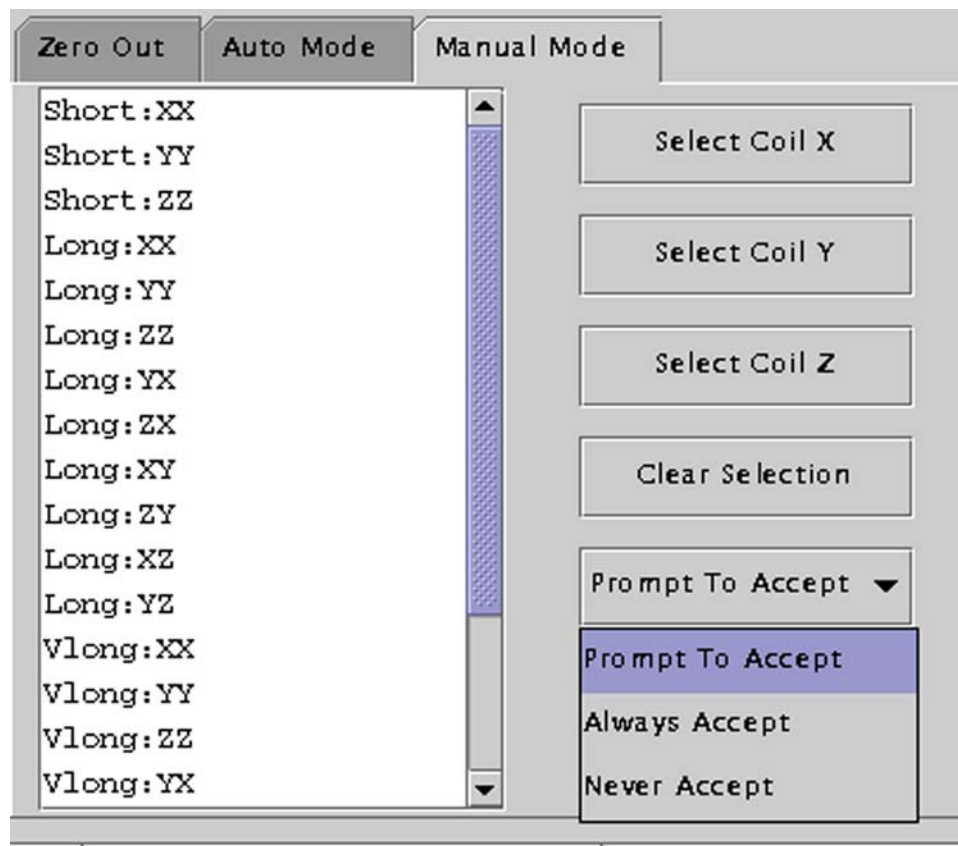 Zero Out Auto Mode Manual Mode
Short:XX
Short:YY
Short:ZZ
Long:XX
Long:YY
Long:ZZ
Long:YX
Long:ZX
Long:XY
Long:ZY
Long:XZ
Long:YZ
Vlong:XX
Vlong:YY
Vlong:ZZ
Vlong:YX
Select Coil X
Select Coil Y
Select Coil Z
Clear Selection
Prompt To Accept
Prompt To Accept
Always Accept
Never Accept